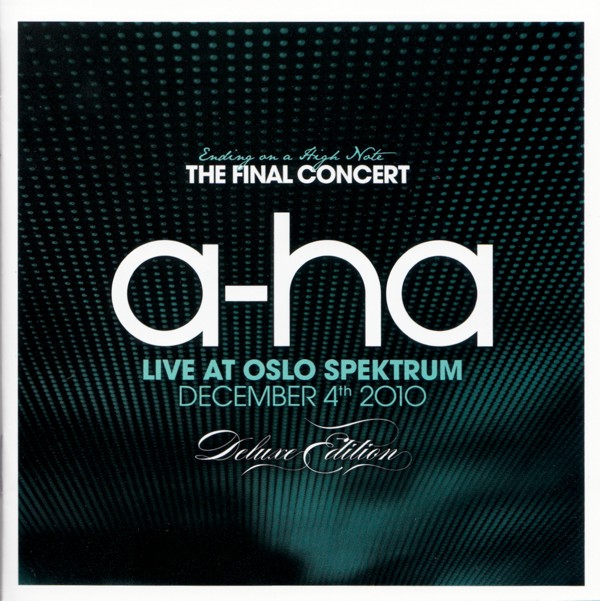 Ending on a High Note
THE FINAL CONCERT
a-ha
LIVE AT OSLO SPEKTRUM
DECEMBER 4th 2010
Deluxe Edition